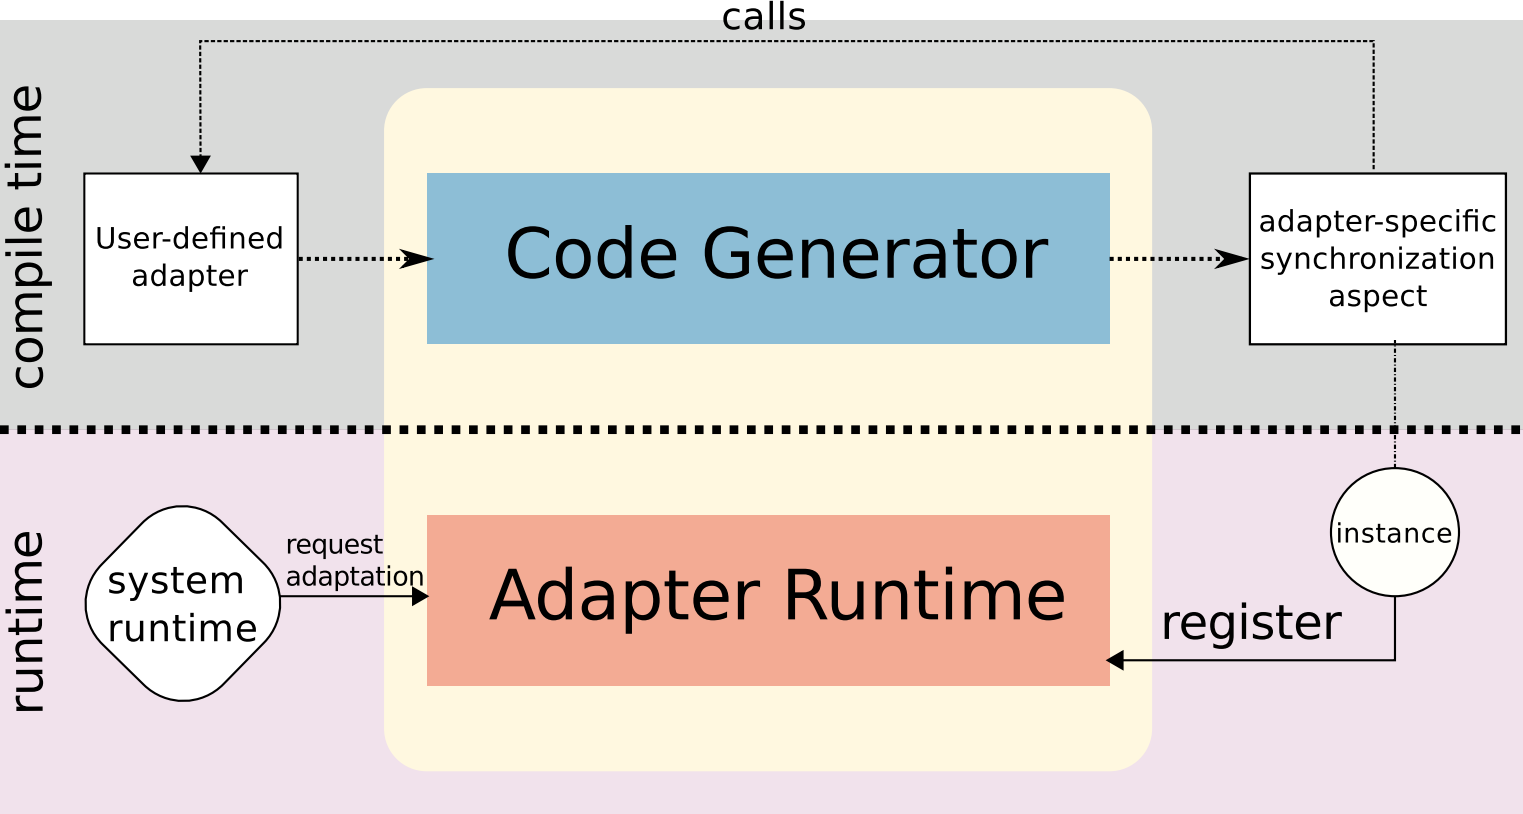 calls
compile time
User-defined
adapter
Code Generator
adapter-specific
synchronization
aspect
runtime
system
runtime
request
adaptation
Adapter Runtime
instance
register